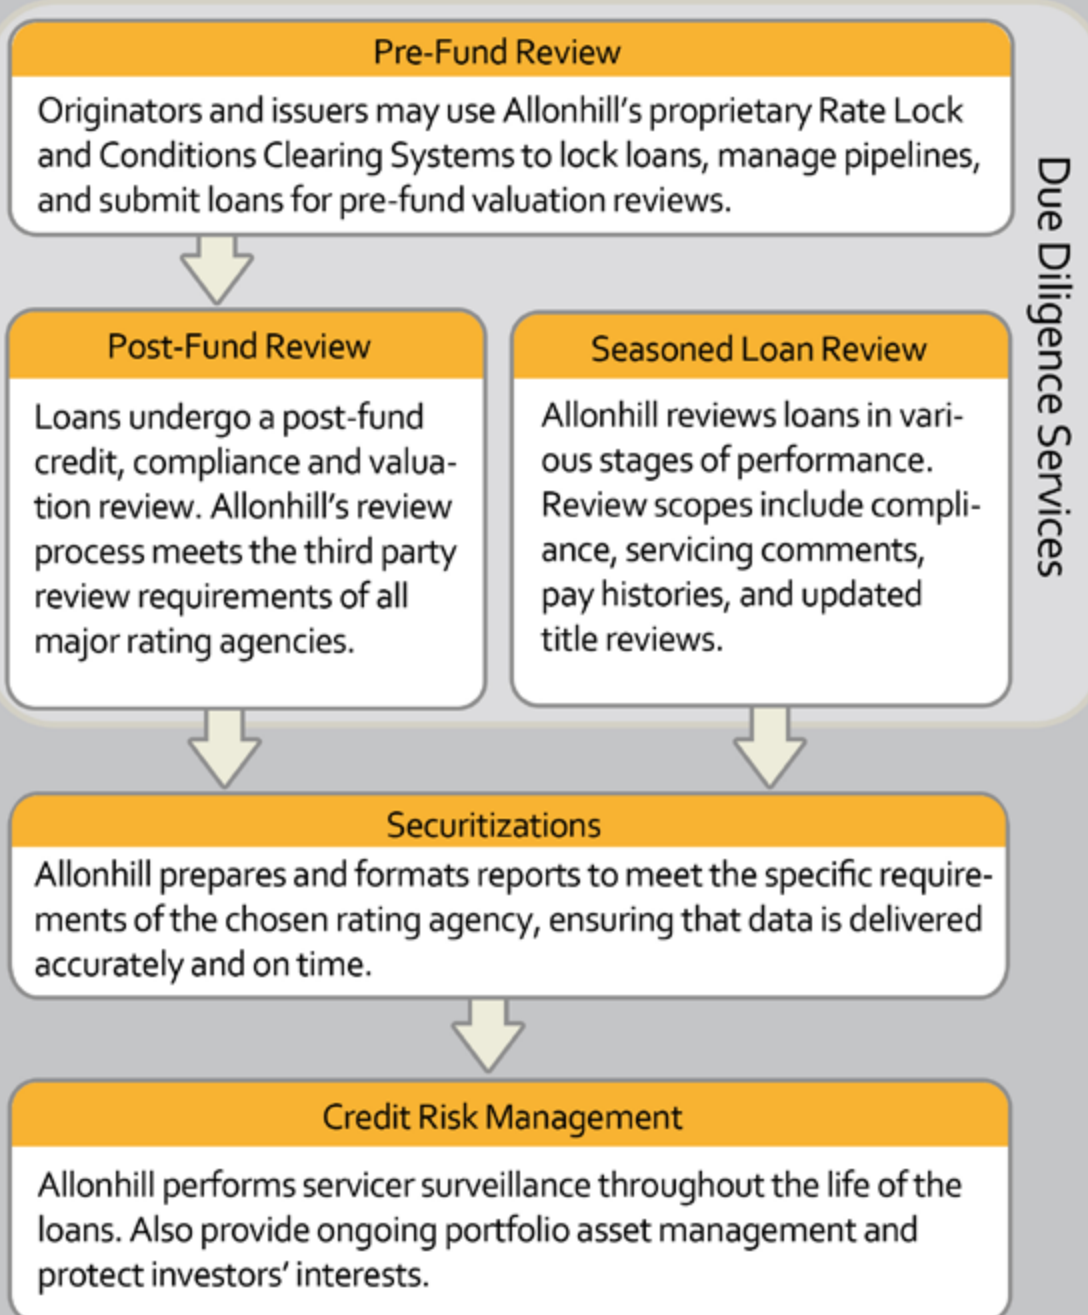 Pre-Fund Review
Originators and issuers may use Allonhill's proprietary Rate Lock
and Conditions Clearing Systems to lock loans, manage pipelines,
and submit loans for pre-fund valuation reviews.
Due Diligence Services
Post-Fund Review
Loans undergo a post-fund
credit, compliance and valua-
tion review. Allonhill's review
process meets the third party
review requirements of all
major rating agencies.
Seasoned Loan Review
Allonhill reviews loans in vari-
ous stages of performance.
Review scopes include compli-
ance, servicing comments,
pay histories, and updated
title reviews.
Securitizations
Allonhill prepares and formats reports to meet the specific require-
ments of the chosen rating agency, ensuring that data is delivered
accurately and on time.
Credit Risk Management
Allonhill performs servicer surveillance throughout the life of the
loans. Also provide ongoing portfolio asset management and
protect investors' interests.